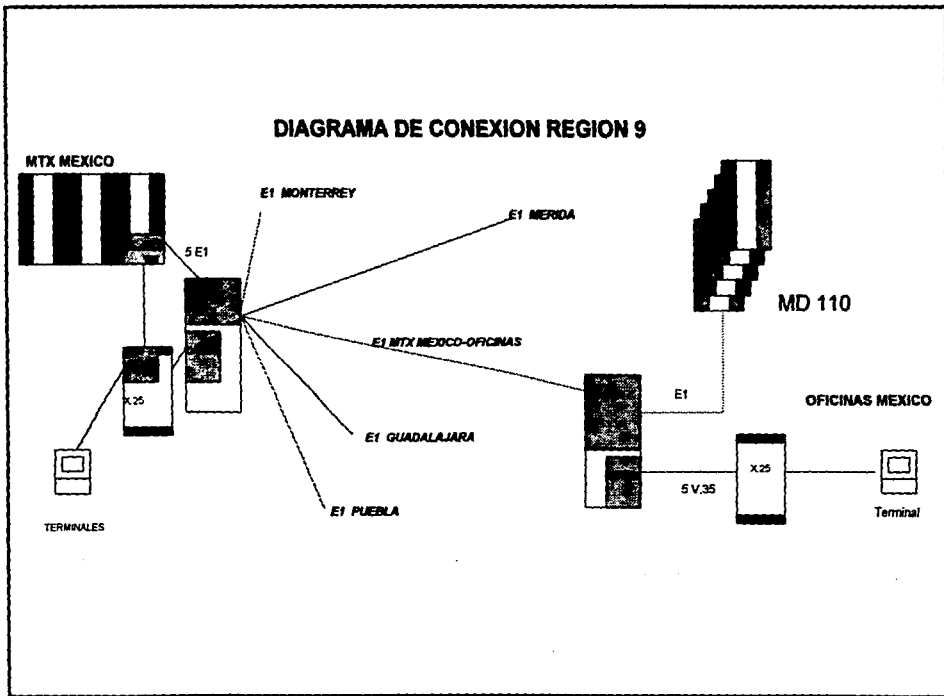 DIAGRAMA DE CONEXION REGION 9
MTX MEXICO
E1 MONTERREY
E1 MERIDA
5 E1
MD 110
E1 MTX MEXICO-OFICINAS
E1
OFICINAS MEXICO
X.25
E1 GUADALAJARA
X.25
5 V,35
E1 PUEBLA
Terminal
TERMINALES